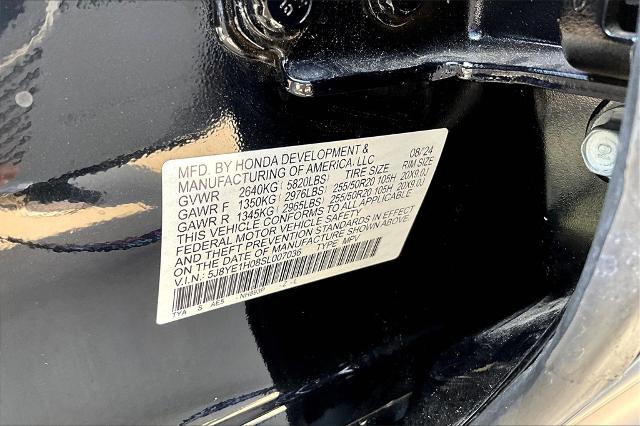 MFD. BY HONDA DEVELOPMENT &
MANUFACTURING OF AMERICA, LLC 08/24
GVWR 2640KG (5820LBS) TIRE SIZE RIM SIZE
GAWR F 1350KG (2976LBS) 255/50R20 105H 20X9.0J
GAWR R 1345KG (2965LBS) 255/50R20 105H 20X9.0J
THIS VEHICLE CONFORMS TO ALL APPLICABLE
FEDERAL MOTOR VEHICLE SAFETY
AND THEFT PREVENTION STANDARDS IN EFFECT
ON THE DATE OF MANUFACTURE SHOWN ABOVE.
V.I.N.: 5J8YE1H08SL007036 TYPE MPV
TYA S AE5